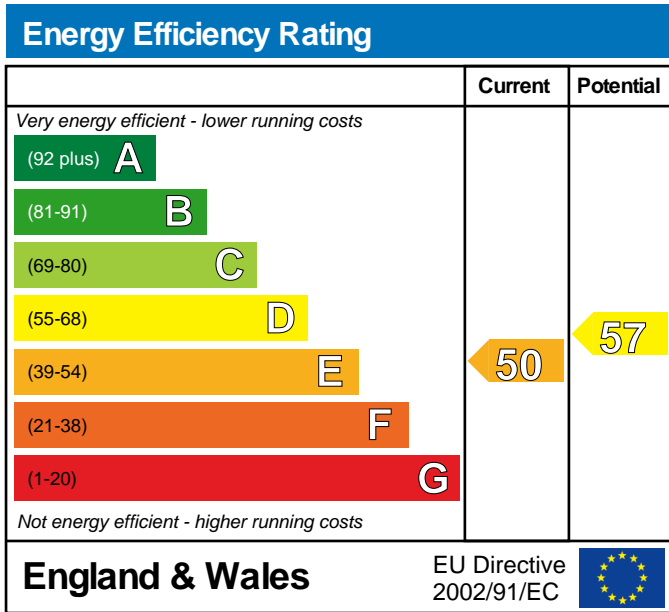 Energy Efficiency Rating
Current Potential
Very energy efficient - lower running costs
(92 plus) A
(81-91) B
(69-80) C
(55-68) D
(39-54) E
50
57
(21-38) F
(1-20) G
Not energy efficient - higher running costs
England & Wales
EU Directive
2002/91/EC